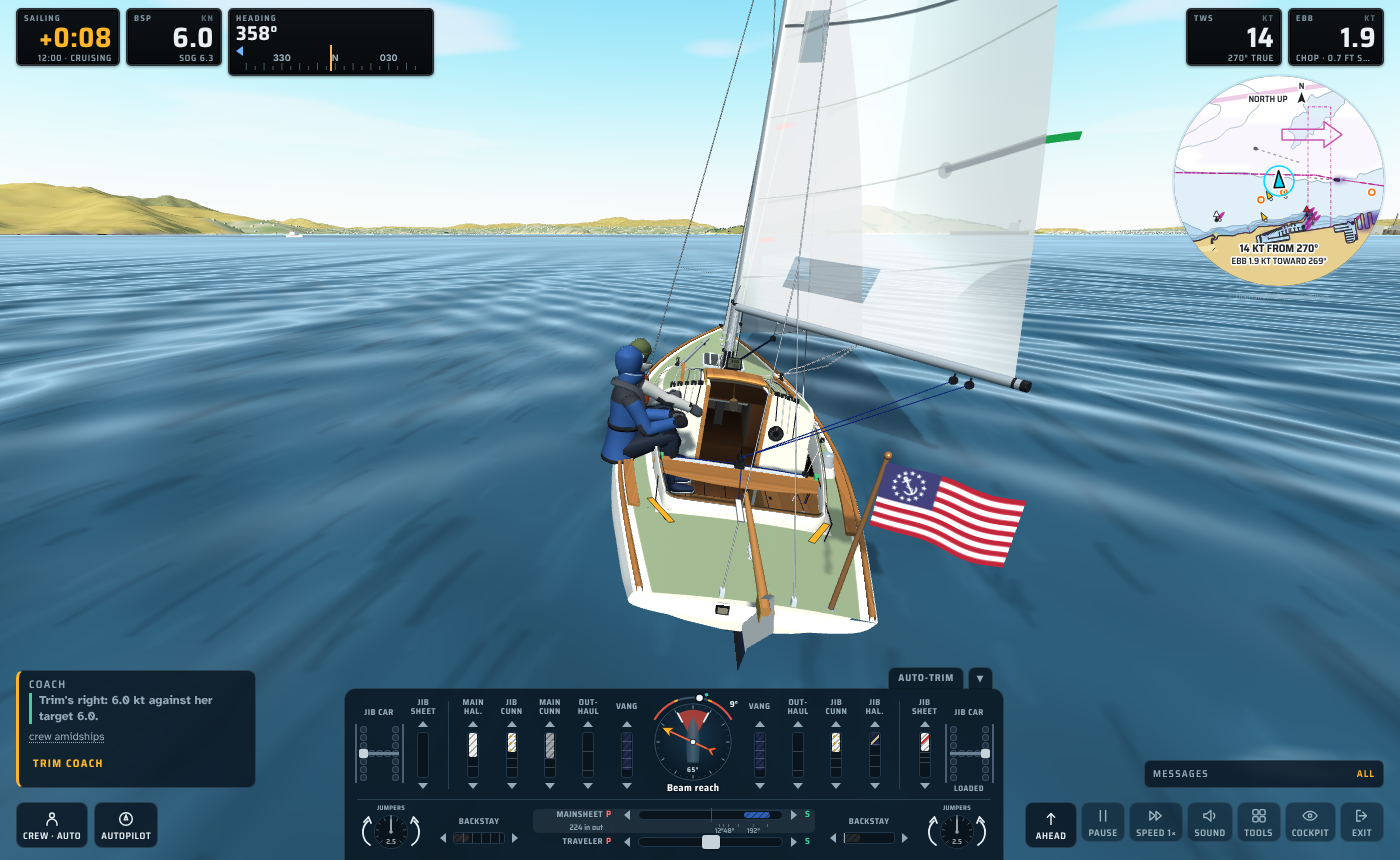 SAILING
+0:08
12:00 · CRUISING
BSP KN
6.0
SOG 6.3
HEADING
358°
330 N 030
TWS KT
14
270° TRUE
EBB KT
1.9
CHOP · 0.7 FT S...
N
NORTH UP
14 KT FROM 270°
EBB 1.9 KT TOWARD 269°
COACH
Trim's right: 6.0 kt against her
target 6.0.
crew amidships
TRIM COACH
CREW · AUTO
AUTOPILOT
AUTO-TRIM
▼
JIB CAR
JIB SHEET
MAIN HAL.
JIB CUNN
MAIN CUNN
OUT-HAUL
VANG
9°
65°
Beam reach
VANG
OUT-HAUL
JIB CUNN
JIB HAL.
JIB SHEET
JIB CAR
LOADED
JUMPERS
2.5
BACKSTAY
MAINSHEET P S
224 in out
12°48" 192"
TRAVELER P S
BACKSTAY
JUMPERS
2.5
MESSAGES ALL
AHEAD
PAUSE
SPEED 1×
SOUND
TOOLS
COCKPIT
EXIT